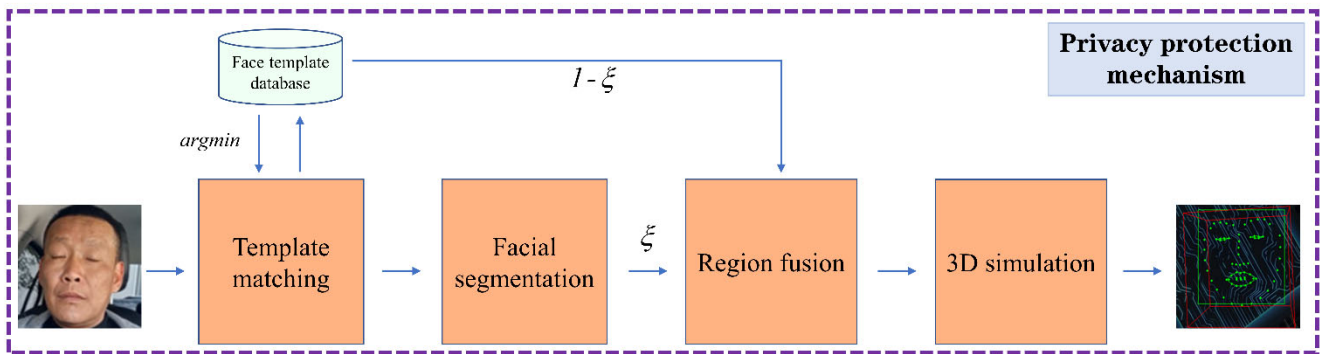 Privacy protection
mechanism
Face template
database
1 - ξ
argmin
Template
matching
Facial
segmentation
ξ
Region fusion
3D simulation